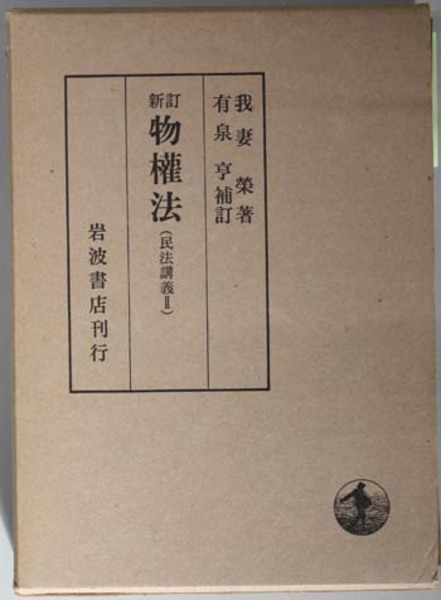 我妻榮著
有泉亨補訂
新訂
物權法(民法講義Ⅱ)
岩波書店刊行